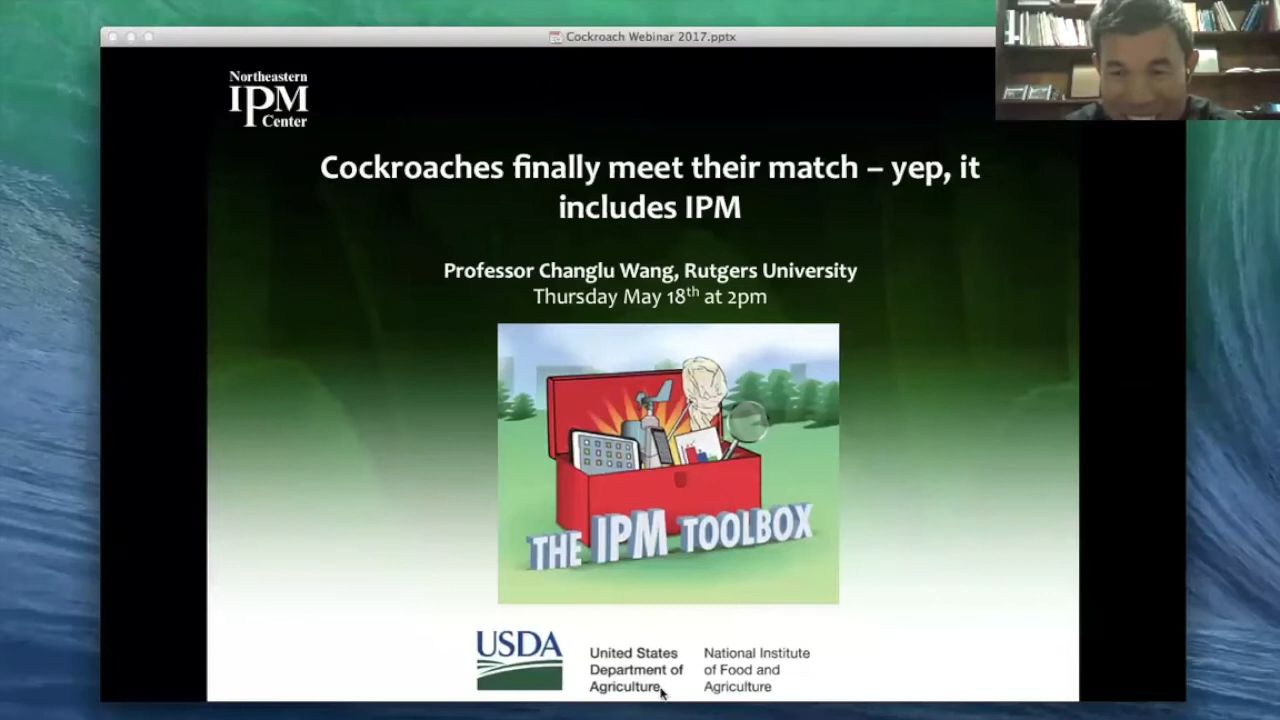 Cockroach Webinar 2017.pptx
Northeastern
IPM
Center
Cockroaches finally meet their match – yep, it
includes IPM
Professor Changlu Wang, Rutgers University
Thursday May 18th at 2pm
THE IPM TOOLBOX
USDA
United States
Department of
Agriculture
National Institute
of Food and
Agriculture